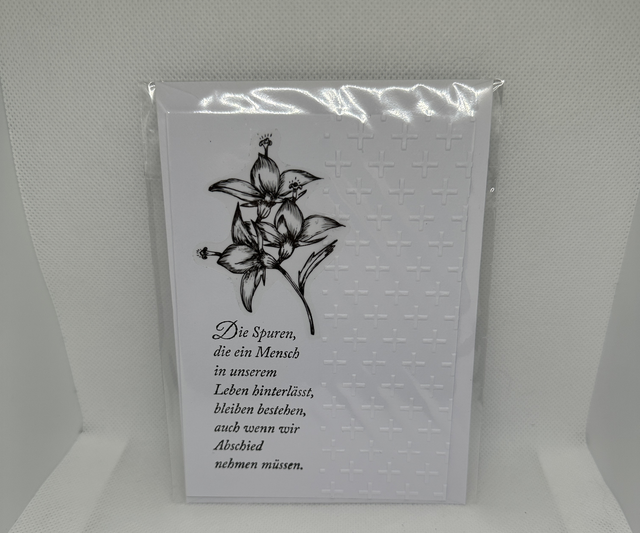 Die Spuren,
die ein Mensch
in unserem
Leben hinterlässt,
bleiben bestehen,
auch wenn wir
Abschied
nehmen müssen.